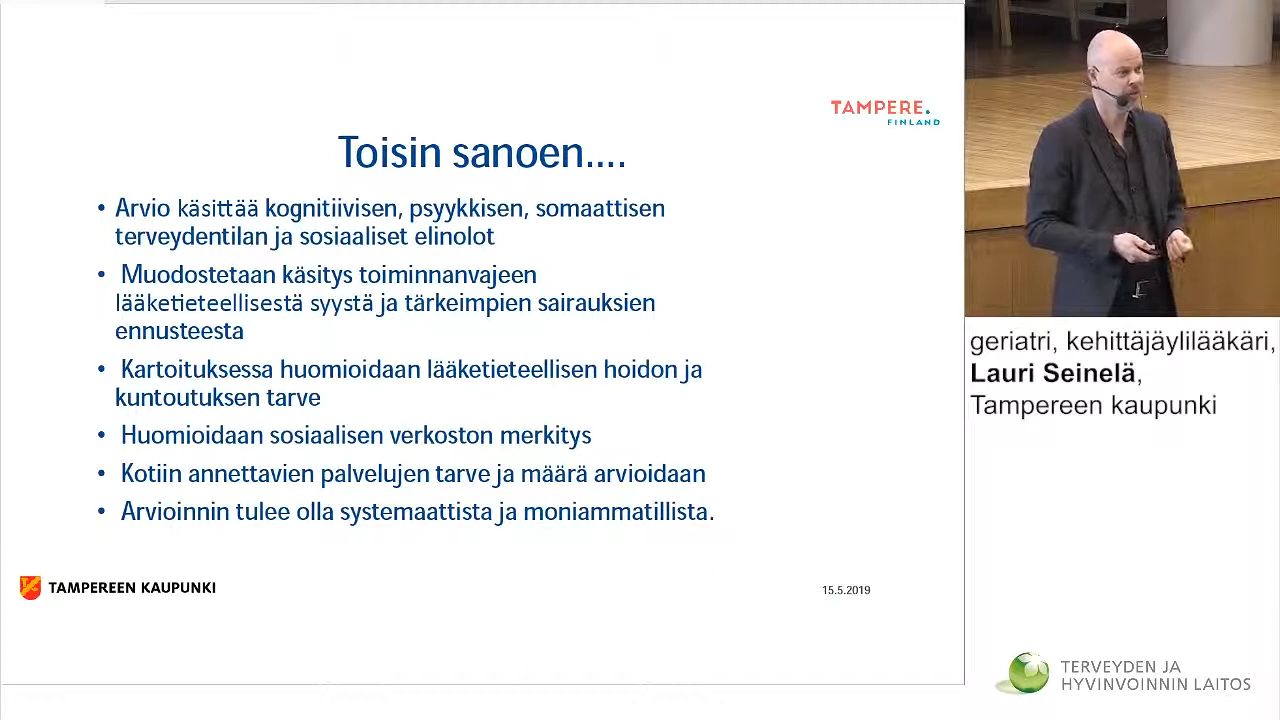 TAMPERE.
FINLAND
Toisin sanoen....
• Arvio käsittää kognitiivisen, psyykkisen, somaattisen
terveydentilan ja sosiaaliset elinolot
• Muodostetaan käsitys toiminnanvajeen
lääketieteellisestä syystä ja tärkeimpien sairauksien
ennusteesta
• Kartoituksessa huomioidaan lääketieteellisen hoidon ja
kuntoutuksen tarve
• Huomioidaan sosiaalisen verkoston merkitys
• Kotiin annettavien palvelujen tarve ja määrä arvioidaan
• Arvioinnin tulee olla systemaattista ja moniammatillista.
TAMPEREEN KAUPUNKI
15.5.2019
geriatri, kehittäjäylilääkäri,
Lauri Seinelä,
Tampereen kaupunki
TERVEYDEN JA
HYVINVOINNIN LAITOS